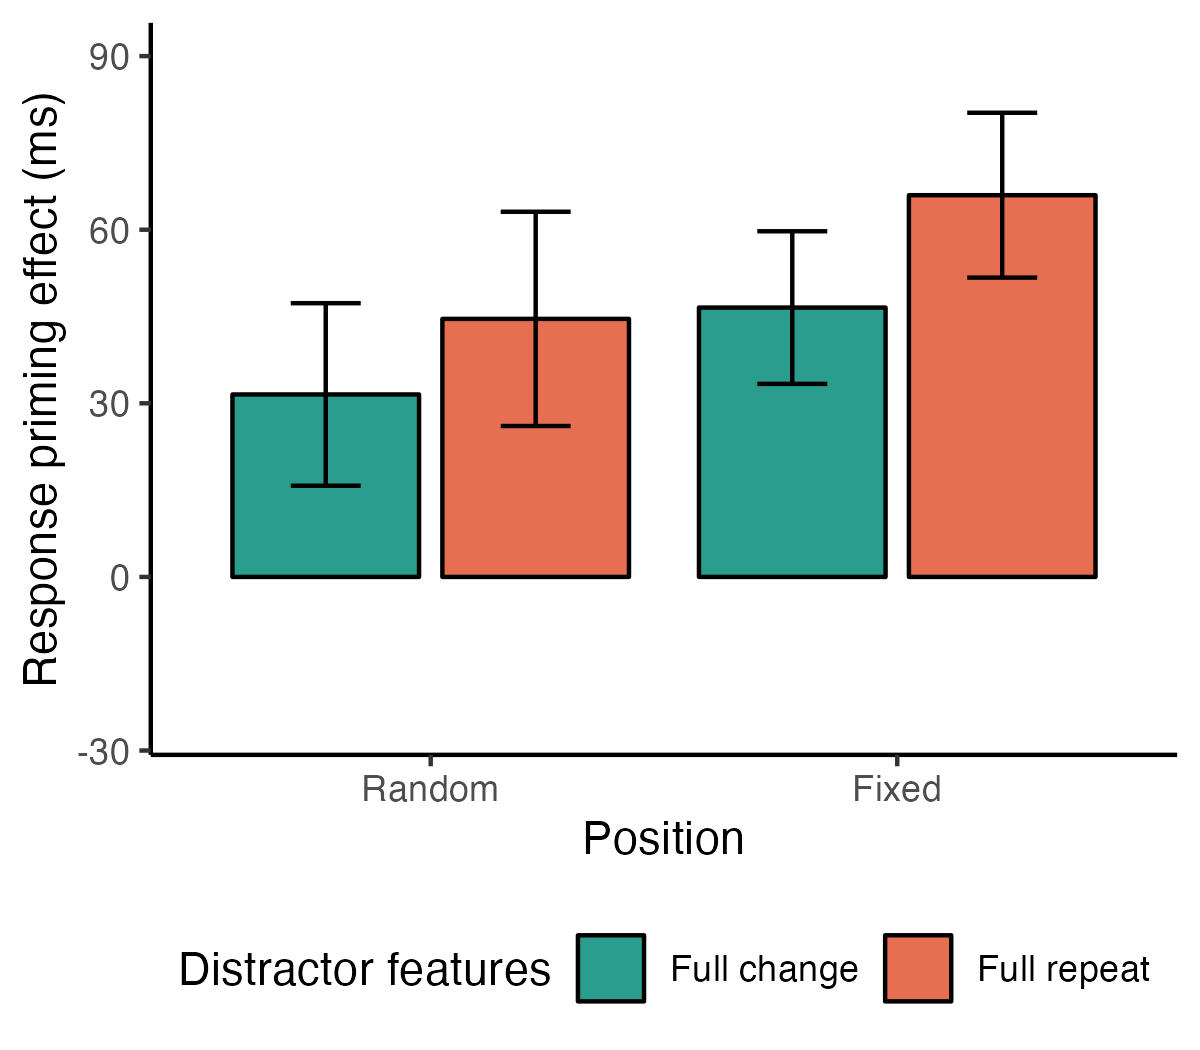 Response priming effect (ms)
90
60
30
0
-30
Random Fixed
Position
Distractor features Full change Full repeat